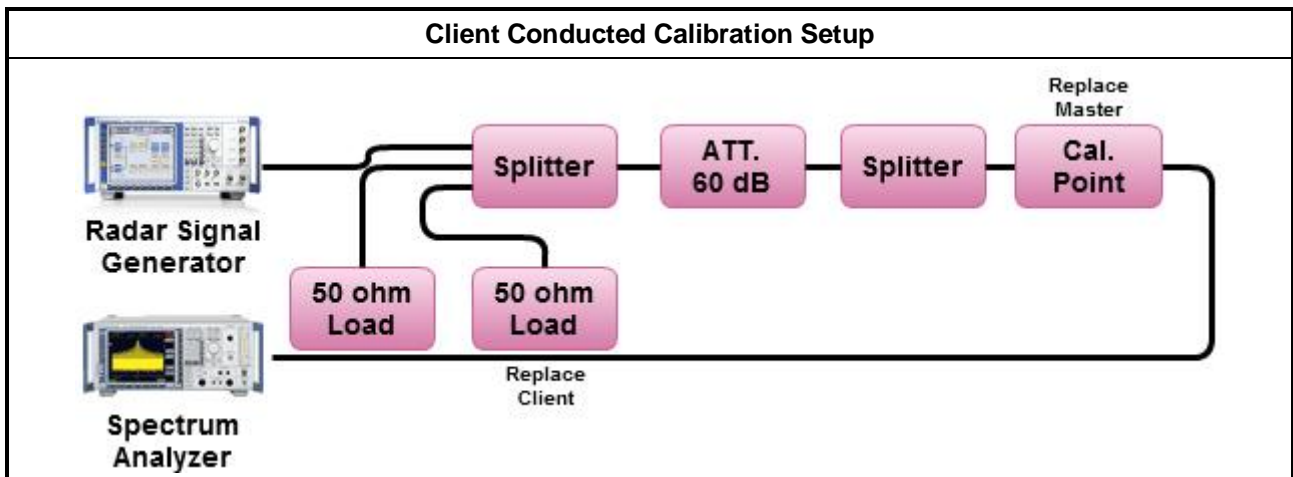 Client Conducted Calibration Setup
Replace
Master
Splitter
ATT.
60 dB
Splitter
Cal.
Point
Radar Signal
Generator
50 ohm
Load
50 ohm
Load
Replace
Client
Spectrum
Analyzer